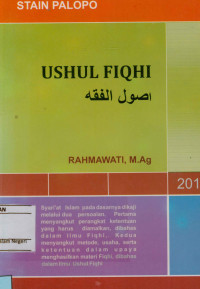 STAIN PALOPO
USHUL FIQHI
اصول الفقه
RAHMAWATI, M.Ag
201
Syari'at Islam pada dasarnya dikaji
melalui dua persoalan. Pertama
menyangkut perangkat ketentuan
yang harus diamalkan, dibahas
dalam ilmu Fiqhi. Kedua
menyangkut metode, usaha, serta
ketentuan dalam upaya
menghasilkan materi Fiqhi, dibahas
dalam Ilmu Ushul Fiqhi